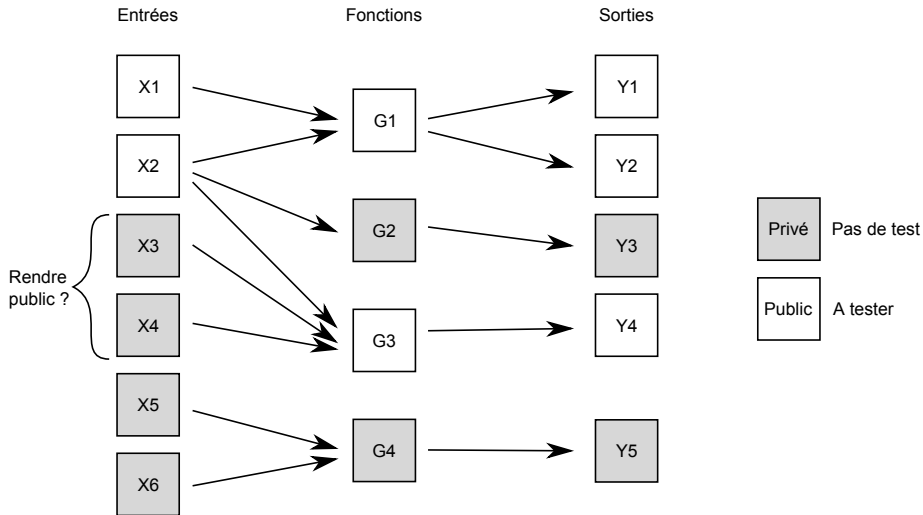 Entrées
Fonctions
Sorties
X1
G1
Y1
X2
Y2
X3
G2
Y3
Privé
Pas de test
Rendre
public ?
X4
G3
Y4
Public
A tester
X5
G4
Y5
X6